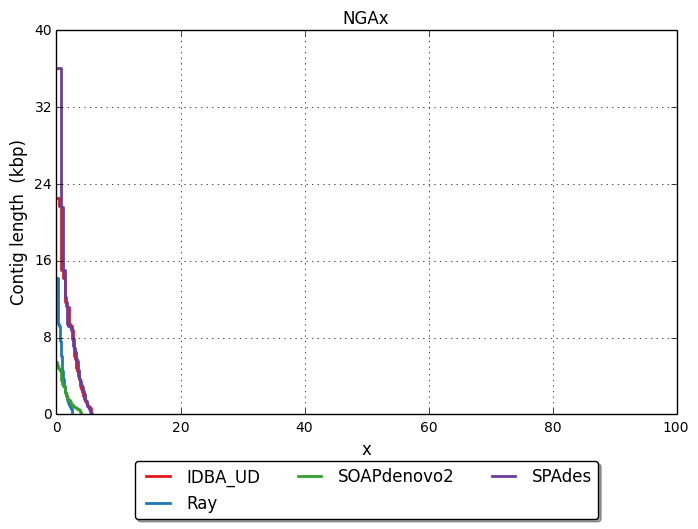 NGAx
40
32
24
16
8
0
Contig length (kbp)
0 20 40 60 80 100
x
IDBA_UD SOAPdenovo2 SPAdes
Ray